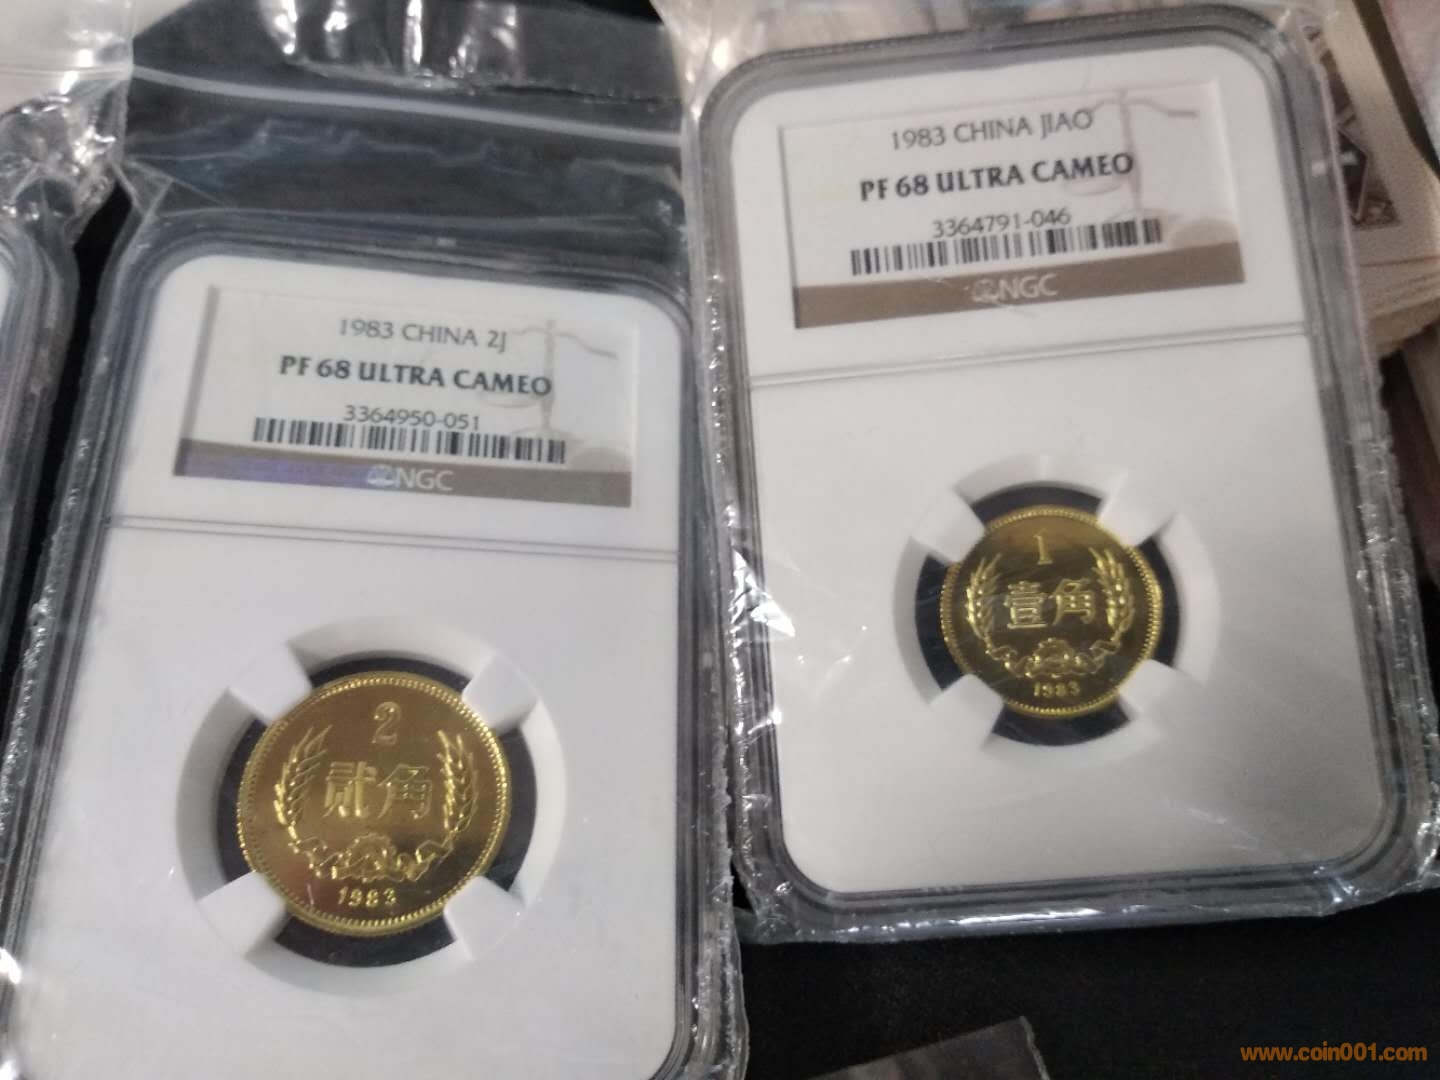 1983 CHINA 2J
PF 68 ULTRA CAMEO
3364950-051
NGC
2
贰角
1983
1983 CHINA JIAO
PF 68 ULTRA CAMEO
3364791-046
NGC
1
壹角
1983
www.coin001.com